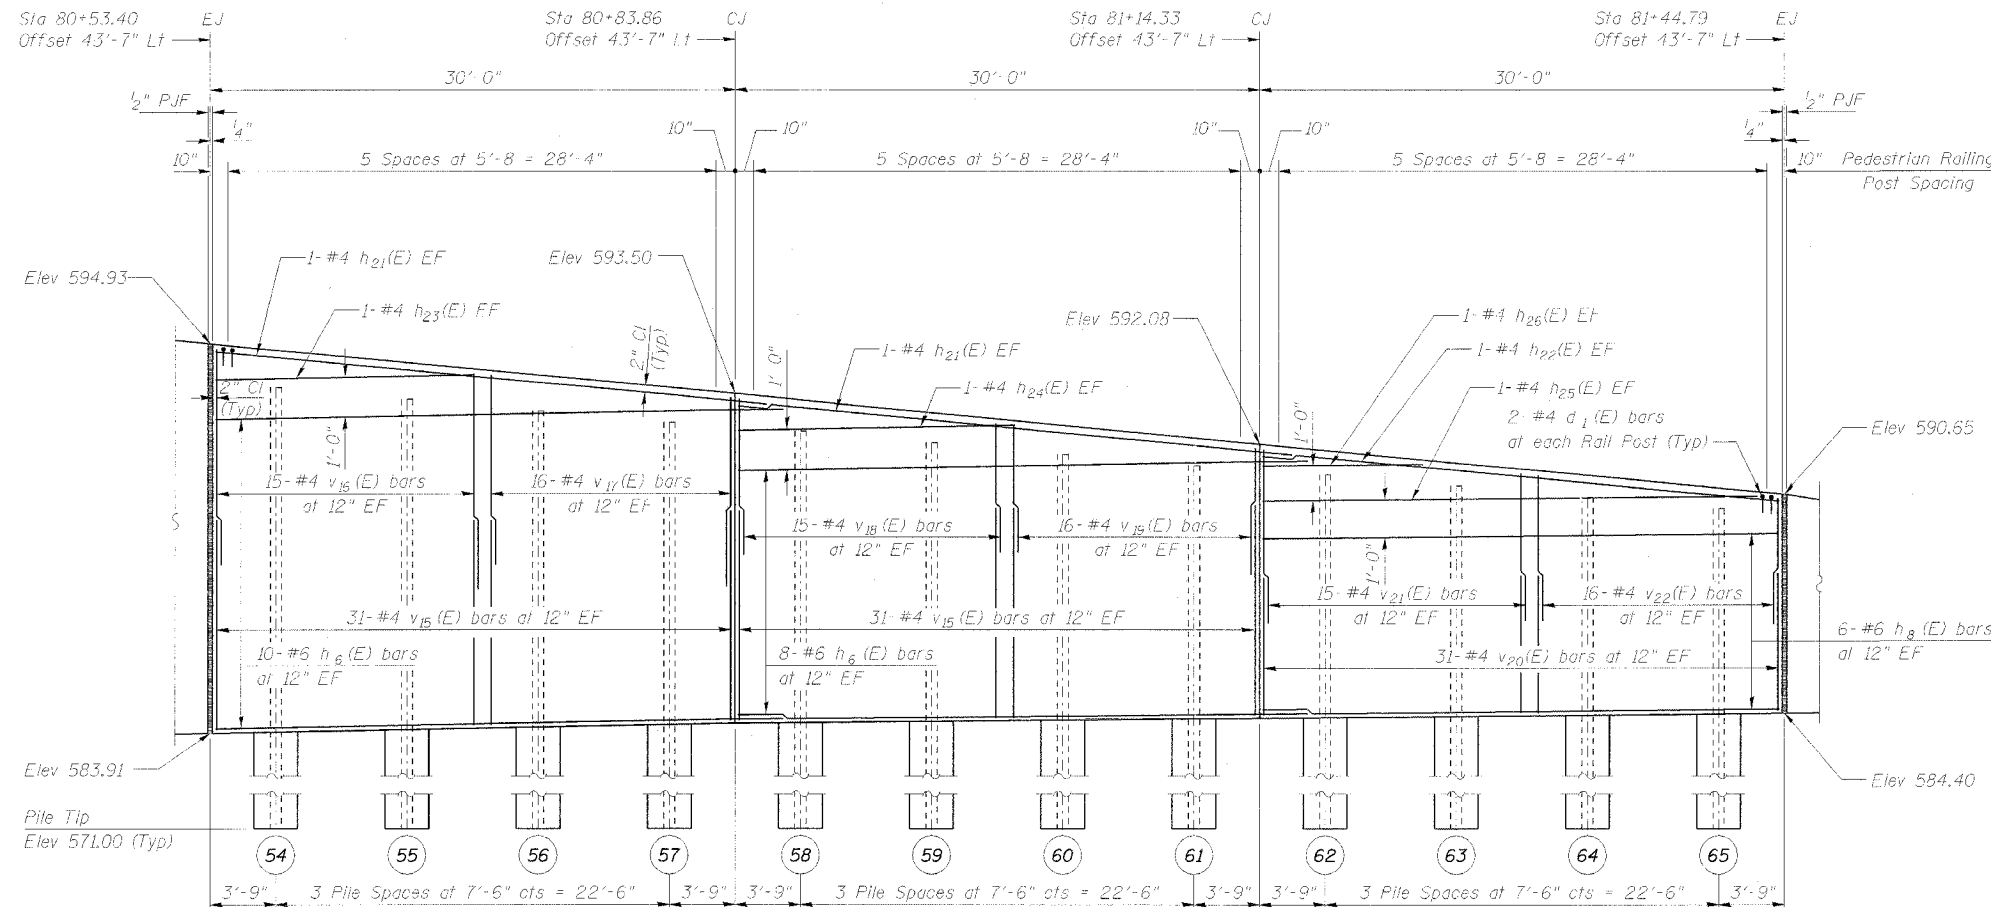 Sta 80+53.40 EJ
Offset 43'-7" Lt
Sta 80+83.86 CJ
Offset 43'-7" Lt
Sta 81+14.33 CJ
Offset 43'-7" Lt
Sta 81+44.79 EJ
Offset 43'-7" Lt
30'-0" 30'-0" 30'-0"
1/2" PJF 1/2" PJF
1/4" 1/4"
10" 10" 10" 10"
10" 5 Spaces at 5'-8 = 28'-4" 5 Spaces at 5'-8 = 28'-4" 5 Spaces at 5'-8 = 28'-4" 10" Pedestrian Railing
Post Spacing
1-#4 h21(E) EF
Elev 593.50
Elev 594.93
1-#4 h23(E) EF
Elev 592.08
1-#4 h26(E) EF
2" Cl
(Typ)
1'-0"
1-#4 h21(E) EF
1-#4 h22(E) EF
1-#4 h24(E) EF
1-#4 h25(E) EF
2" Cl
(Typ)
2-#4 d1(E) bars
at each Rail Post (Typ)
Elev 590.65
1'-0"
1'-0"
15-#4 v16(E) bars
at 12" EF
16-#4 v17(E) bars
at 12" EF
15-#4 v18(E) bars
at 12" EF
16-#4 v19(E) bars
at 12" EF
1'-0"
15-#4 v21(E) bars
at 12" EF
16-#4 v22(E) bars
at 12" EF
31-#4 v15(E) bars at 12" EF
31-#4 v15(E) bars at 12" EF
10-#6 h6(E) bars
at 12" EF
8-#6 h6(E) bars
at 12" EF
31-#4 v20(E) bars at 12" EF
6-#6 h8(E) bars
at 12" EF
Elev 583.91
Elev 584.40
Pile Tip
Elev 571.00 (Typ)
54 55 56 57 58 59 60 61 62 63 64 65
3'-9" 3 Pile Spaces at 7'-6" cts = 22'-6" 3'-9" 3'-9" 3 Pile Spaces at 7'-6" cts = 22'-6" 3'-9" 3'-9" 3 Pile Spaces at 7'-6" cts = 22'-6" 3'-9"